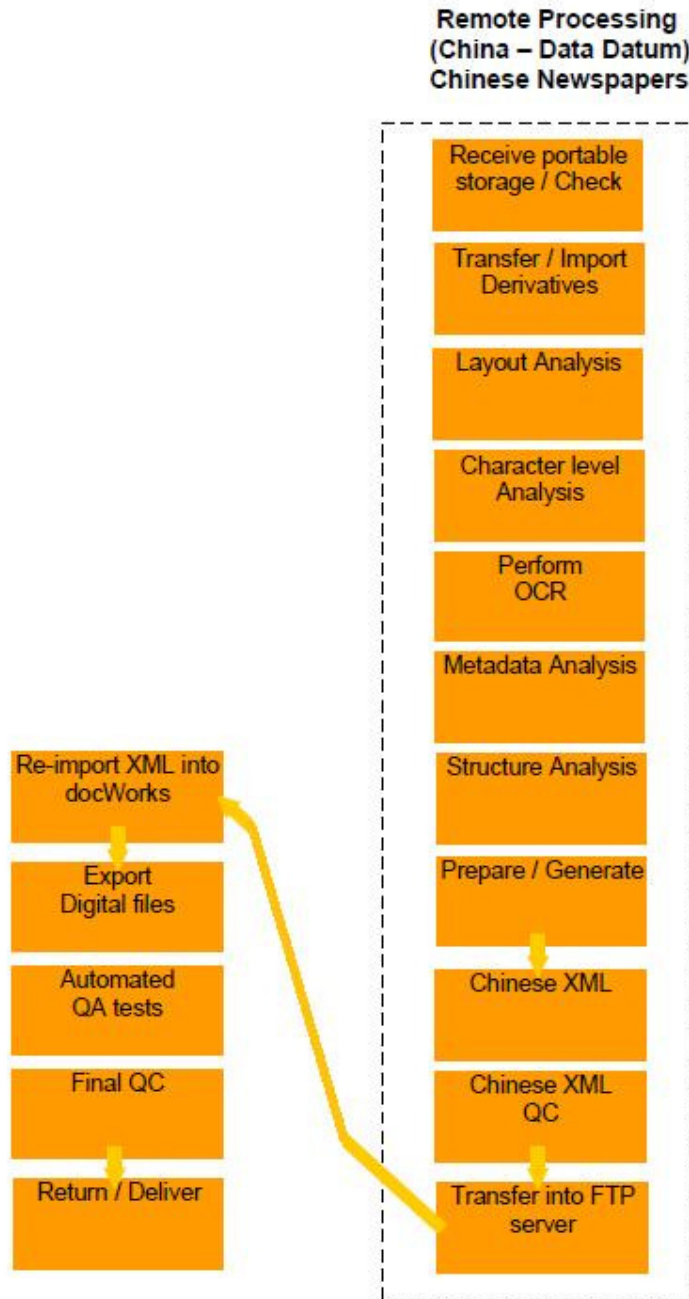 Remote Processing
(China – Data Datum)
Chinese Newspapers
Receive portable
storage / Check
Transfer / Import
Derivatives
Layout Analysis
Character level
Analysis
Perform
OCR
Metadata Analysis
Structure Analysis
Prepare / Generate
Chinese XML
Chinese XML
QC
Transfer into FTP
server
Re-import XML into
docWorks
Export
Digital files
Automated
QA tests
Final QC
Return / Deliver